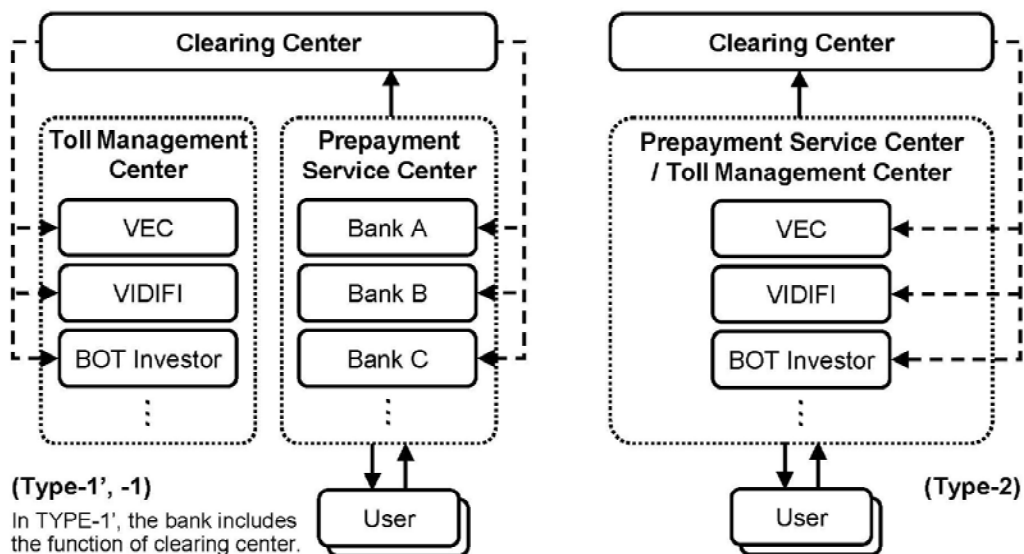 Clearing Center
Toll Management
Center
VEC
VIDIFI
BOT Investor
Prepayment
Service Center
Bank A
Bank B
Bank C
User
(Type-1’, -1)
In TYPE-1', the bank includes
the function of clearing center.
Clearing Center
Prepayment Service Center
/ Toll Management Center
VEC
VIDIFI
BOT Investor
User
(Type-2)